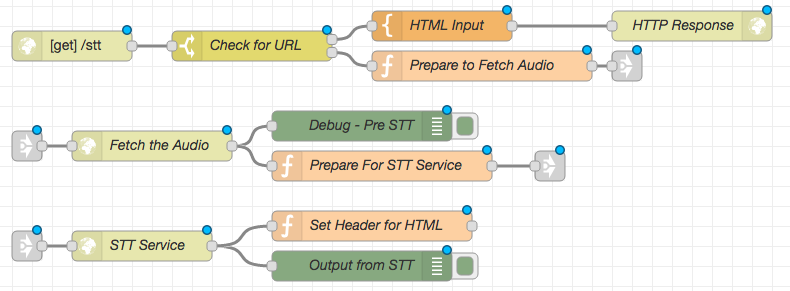 HTML Input
HTTP Response
[get] /stt
Check for URL
Prepare to Fetch Audio
Debug - Pre STT
Fetch the Audio
Prepare For STT Service
Set Header for HTML
STT Service
Output from STT